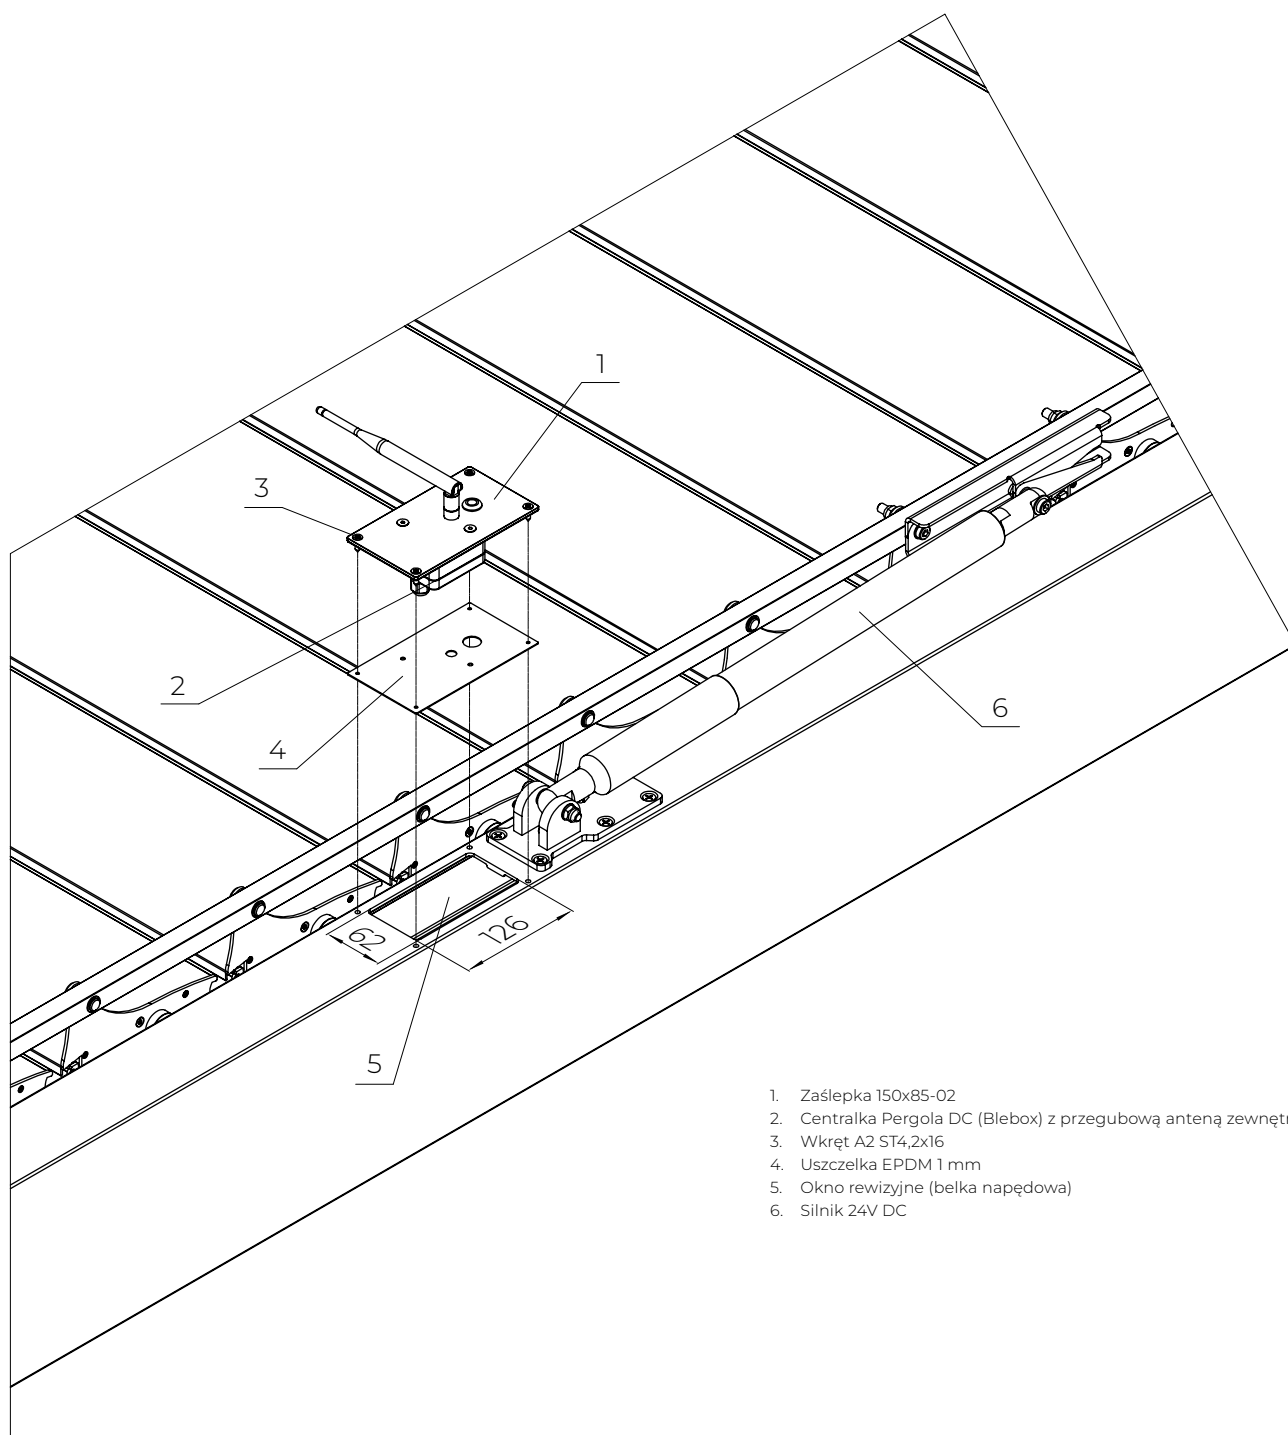 1
3
2
4
6
62
126
5
1. Zaślepka 150x85-02
2. Centralka Pergola DC (Blebox) z przegubową anteną
3. Wkręt A2 ST4,2x16
4. Uszczelka EPDM 1 mm
5. Okno rewizyjne (belka napędowa)
6. Silnik 24V DC